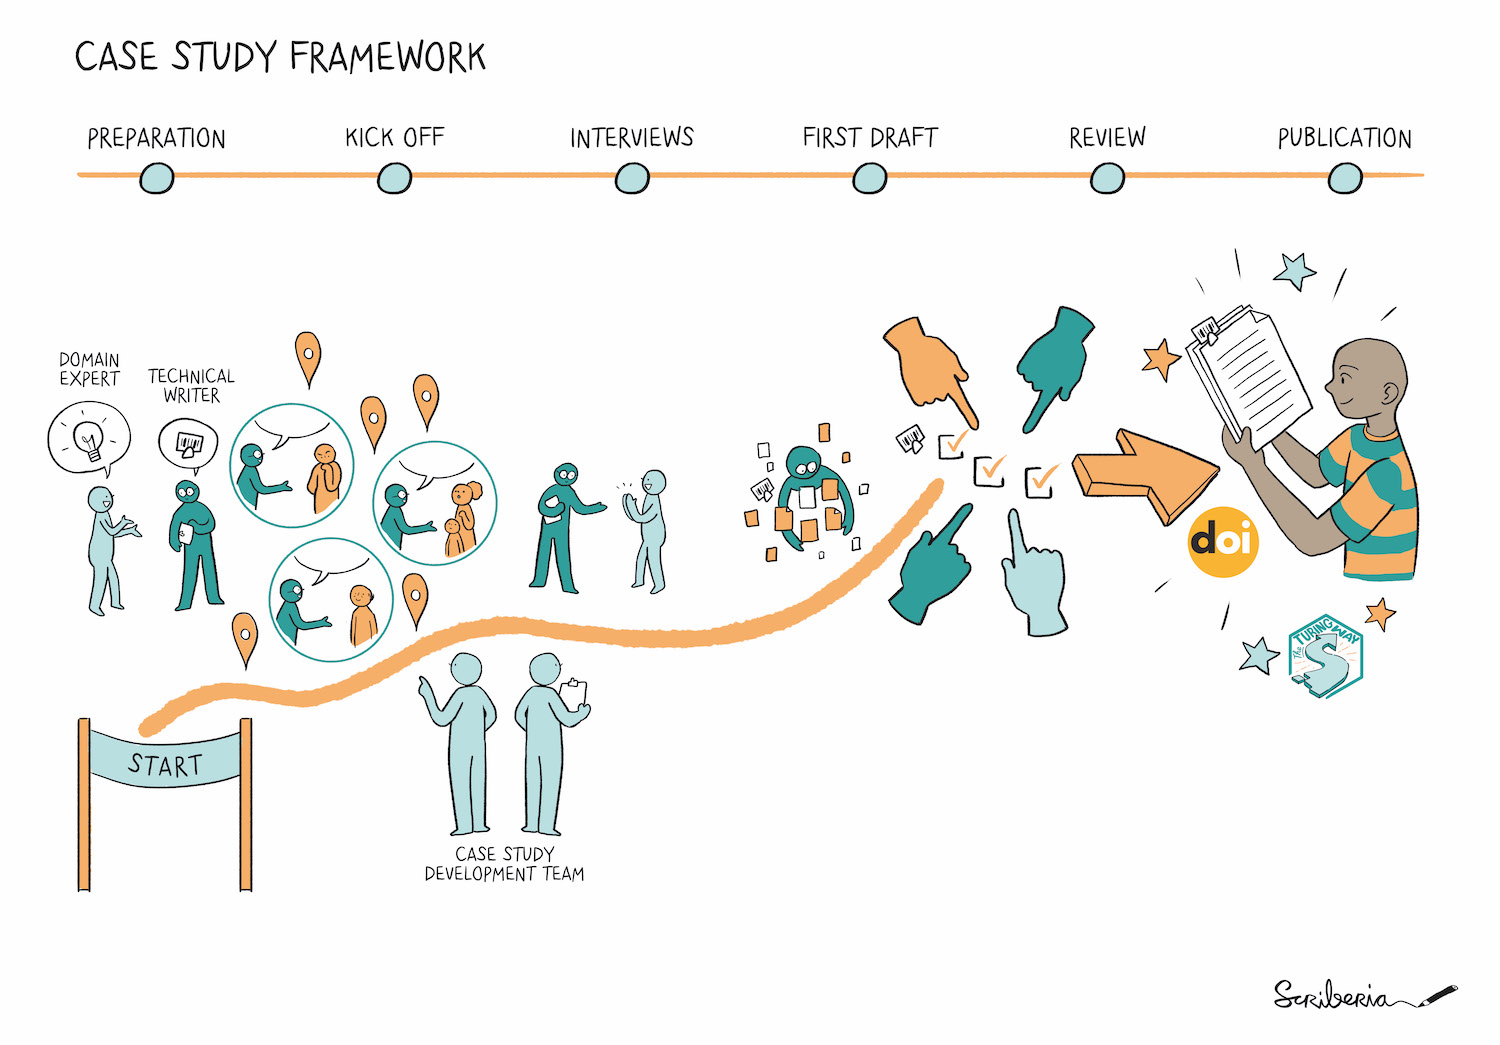 CASE STUDY FRAMEWORK
PREPARATION
KICK OFF
INTERVIEWS
FIRST DRAFT
REVIEW
PUBLICATION
DOMAIN
EXPERT
TECHNICAL
WRITER
START
CASE STUDY
DEVELOPMENT TEAM
doi
The TURING WAY
Scriberia